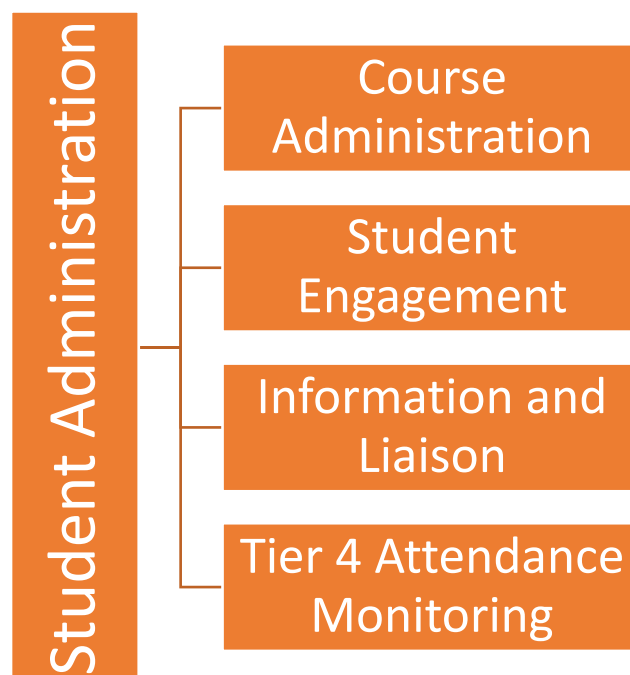 Student Administration
Course
Administration
Student
Engagement
Information and
Liaison
Tier 4 Attendance
Monitoring